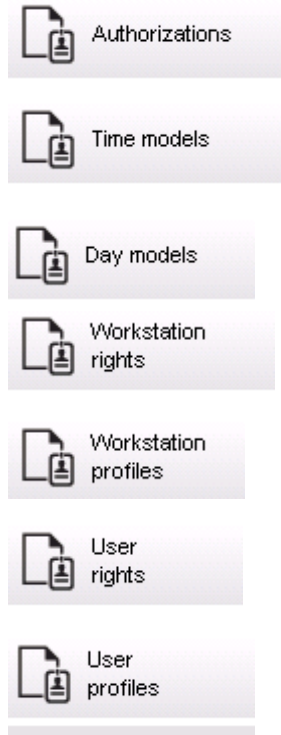 Authorizations
Time models
Day models
Workstation
rights
Workstation
profiles
User
rights
User
profiles